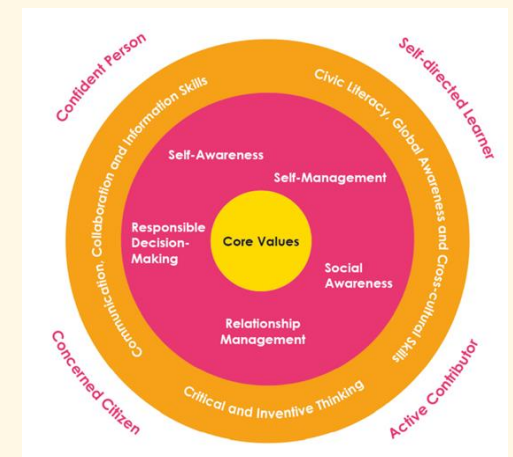 Confident Person
Self-directed Learner
Communication, Collaboration and Information Skills
Civic Literacy, Global Awareness and Cross-cultural Skills
Self-Awareness
Self-Management
Responsible
Decision-
Making
Core Values
Social
Awareness
Relationship
Management
Critical and Inventive Thinking
Concerned Citizen
Active Contributor